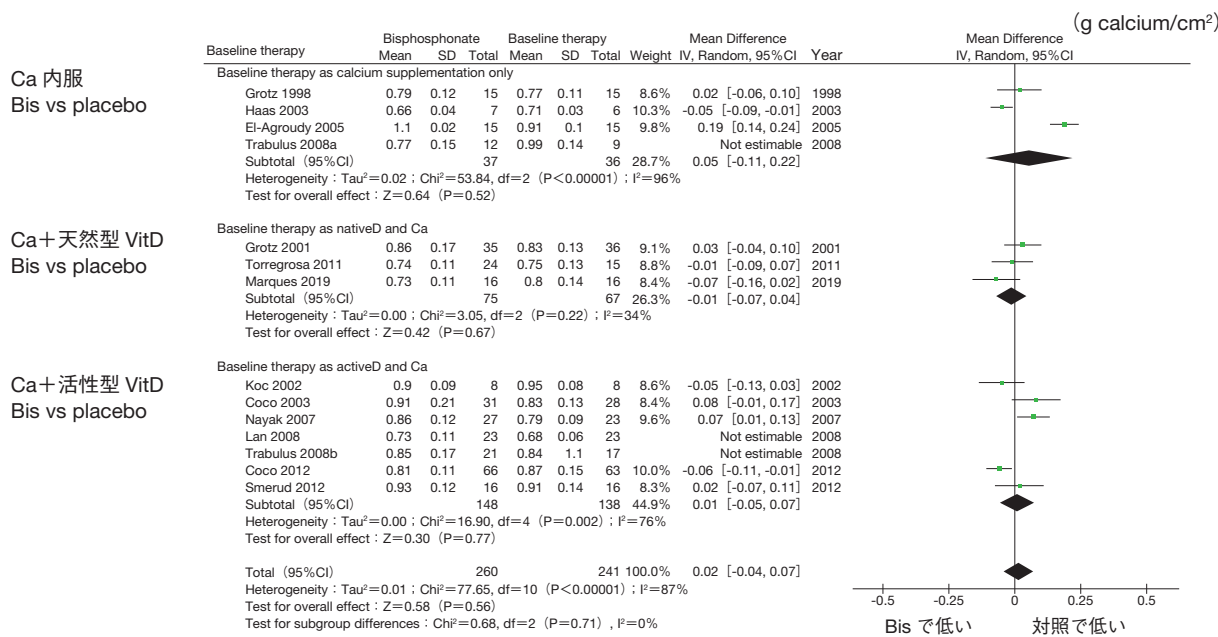 (g calcium/cm²)
Bisphosphonate Baseline therapy Mean Difference Mean Difference
Baseline therapy Mean SD Total Mean SD Total Weight IV, Random, 95%CI Year IV, Random, 95%CI
Ca 内服
Bis vs placebo
Baseline therapy as calcium supplementation only
Grotz 1998 0.79 0.12 15 0.77 0.11 15 8.6% 0.02 [-0.06, 0.10] 1998
Haas 2003 0.66 0.04 7 0.71 0.03 6 10.3% -0.05 [-0.09, -0.01] 2003
El-Agroudy 2005 1.1 0.02 15 0.91 0.1 15 9.8% 0.19 [0.14, 0.24] 2005
Trabulus 2008a 0.77 0.15 12 0.99 0.14 9 Not estimable 2008
Subtotal (95%CI) 37 36 28.7% 0.05 [-0.11, 0.22]
Heterogeneity：Tau²=0.02；Chi²=53.84, df=2 (P<0.00001)；I²=96%
Test for overall effect：Z=0.64 (P=0.52)
Ca＋天然型 VitD
Bis vs placebo
Baseline therapy as nativeD and Ca
Grotz 2001 0.86 0.17 35 0.83 0.13 36 9.1% 0.03 [-0.04, 0.10] 2001
Torregrosa 2011 0.74 0.11 24 0.75 0.13 15 8.8% -0.01 [-0.09, 0.07] 2011
Marques 2019 0.73 0.11 16 0.8 0.14 16 8.4% -0.07 [-0.16, 0.02] 2019
Subtotal (95%CI) 75 67 26.3% -0.01 [-0.07, 0.04]
Heterogeneity：Tau²=0.00；Chi²=3.05, df=2 (P=0.22)；I²=34%
Test for overall effect：Z=0.42 (P=0.67)
Ca＋活性型 VitD
Bis vs placebo
Baseline therapy as activeD and Ca
Koc 2002 0.9 0.09 8 0.95 0.08 8 8.6% -0.05 [-0.13, 0.03] 2002
Coco 2003 0.91 0.21 31 0.83 0.13 28 8.4% 0.08 [-0.01, 0.17] 2003
Nayak 2007 0.86 0.12 27 0.79 0.09 23 9.6% 0.07 [0.01, 0.13] 2007
Lan 2008 0.73 0.11 23 0.68 0.06 23 Not estimable 2008
Trabulus 2008b 0.85 0.17 21 0.84 1.1 17 Not estimable 2008
Coco 2012 0.81 0.11 66 0.87 0.15 63 10.0% -0.06 [-0.11, -0.01] 2012
Smerud 2012 0.93 0.12 16 0.91 0.14 16 8.3% 0.02 [-0.07, 0.11] 2012
Subtotal (95%CI) 148 138 44.9% 0.01 [-0.05, 0.07]
Heterogeneity：Tau²=0.00；Chi²=16.90, df=4 (P=0.002)；I²=76%
Test for overall effect：Z=0.30 (P=0.77)
Total (95%CI) 260 241 100.0% 0.02 [-0.04, 0.07]
Heterogeneity：Tau²=0.01；Chi²=77.65, df=10 (P<0.00001)；I²=87%
Test for overall effect：Z=0.58 (P=0.56)
Test for subgroup differences：Chi²=0.68, df=2 (P=0.71), I²=0%
-0.5 -0.25 0 0.25 0.5
Bis で低い 対照で低い